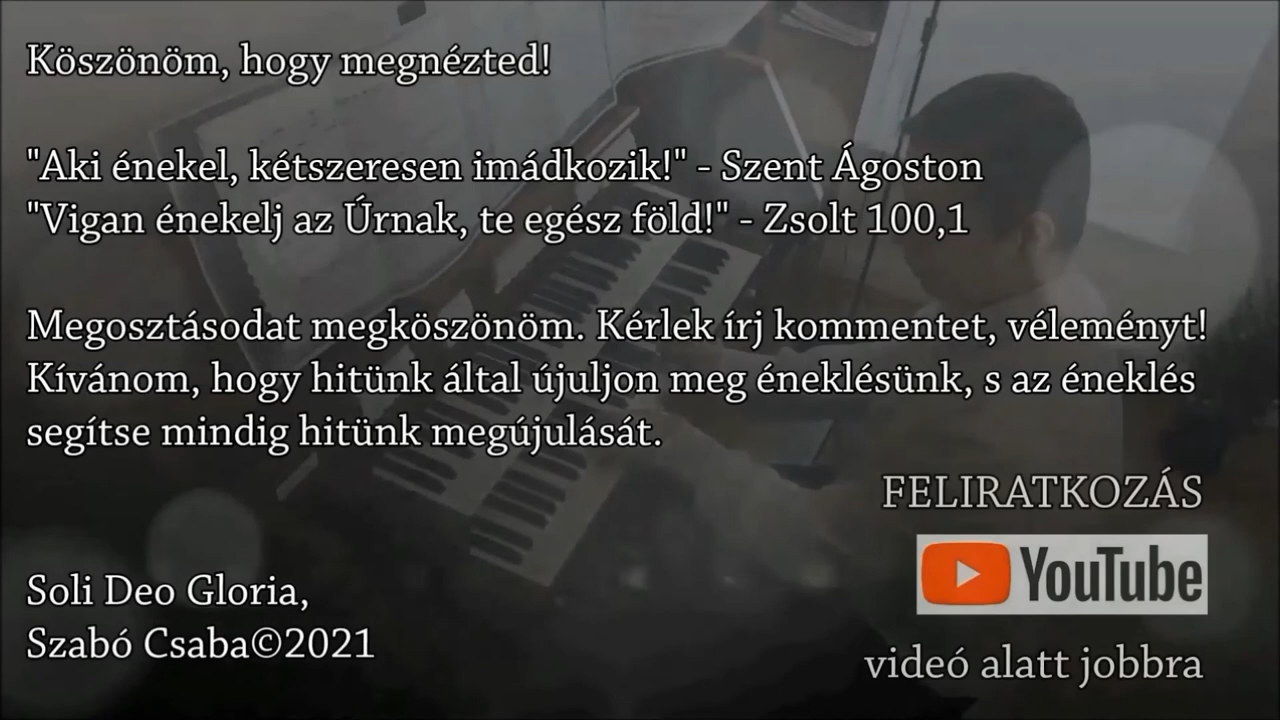 Köszönöm, hogy megnézted!
"Aki énekel, kétszeresen imádkozik!" - Szent Ágoston
"Vigan énekelj az Úrnak, te egész föld!" - Zsolt 100,1
Megosztásodat megköszönöm. Kérlek írj kommentet, véleményt!
Kívánom, hogy hitünk által újuljon meg éneklésünk, s az éneklés
segítse mindig hitünk megújulását.
FELIRATKOZÁS
YouTube
Soli Deo Gloria,
Szabó Csaba©2021
videó alatt jobbra